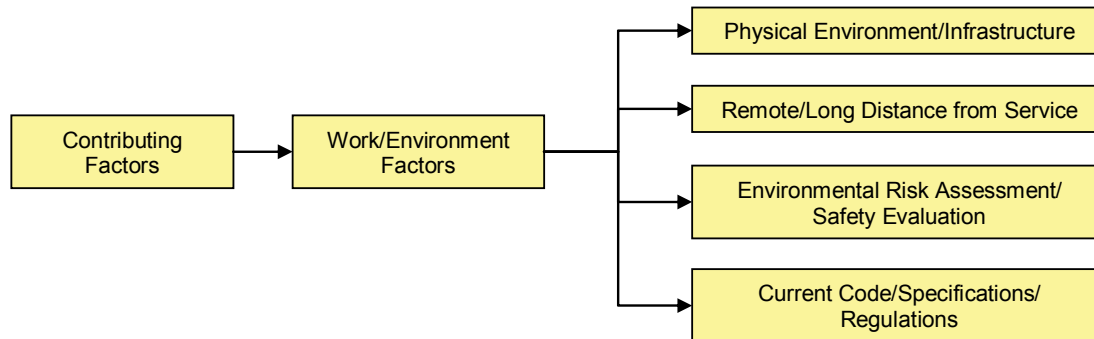 Contributing
Factors
Work/Environment
Factors
Physical Environment/Infrastructure
Remote/Long Distance from Service
Environmental Risk Assessment/
Safety Evaluation
Current Code/Specifications/
Regulations